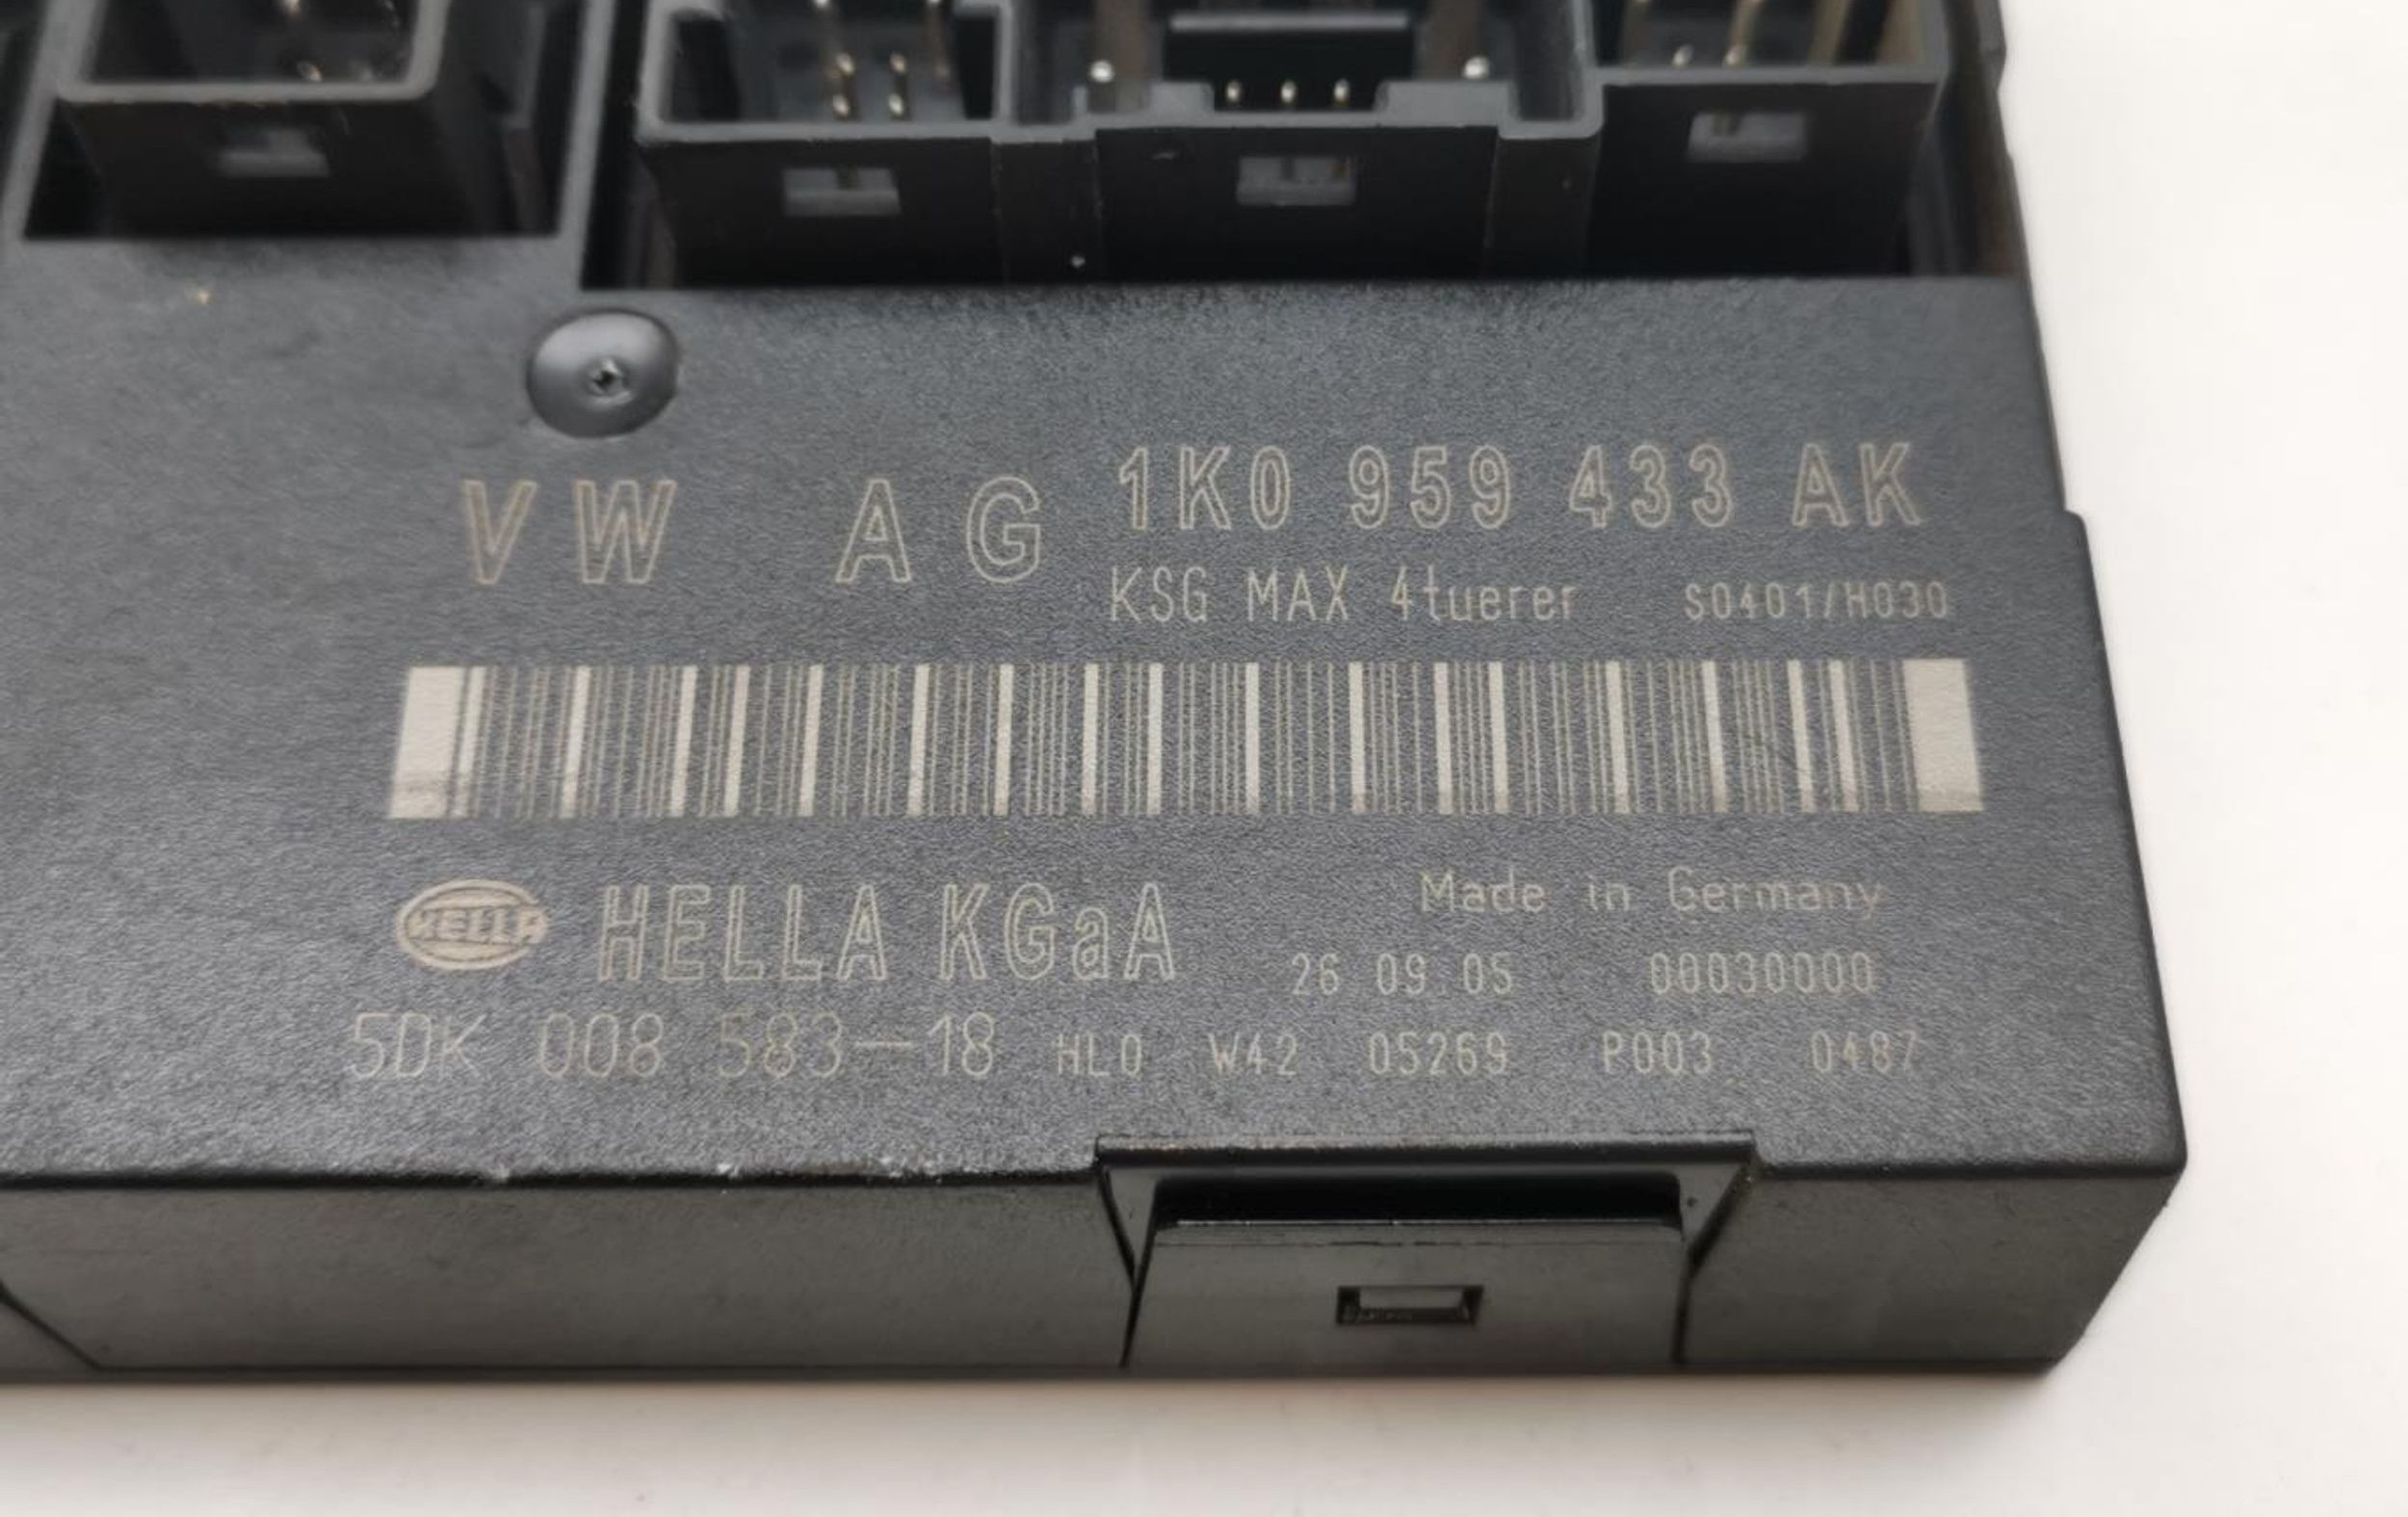 VW AG 1K0 959 433 AK
KSG MAX 4tuerer S0401/H030
HELLA HELLA KGaA Made in Germany
26 09 05 00030000
5DK 008 583-18 HL0 W42 05269 P003 0487